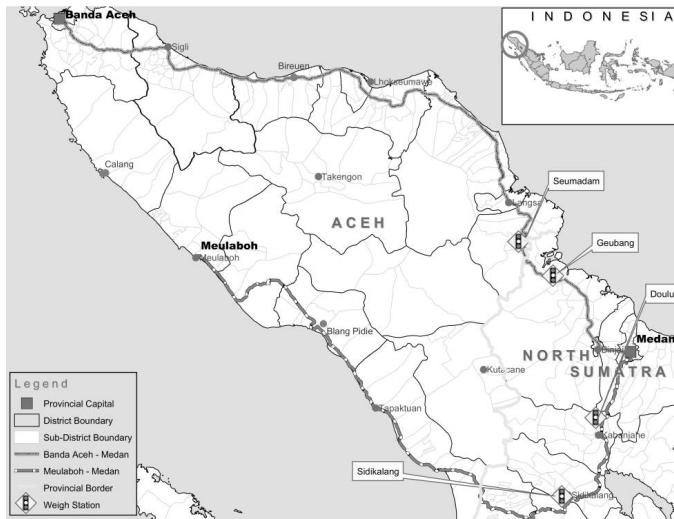 INDONESIA
Banda Aceh
Sigli
Bireuen
Lhokseumawe
Calang
Takengon
Seumadam
Langsa
ACEH
Geubang
Meulaboh
Meulaboh
Doulu
Blang Pidie
Medan
Binjai
NORTH
SUMATRA
Kutacane
Legend
Provincial Capital
District Boundary
Sub-District Boundary
Banda Aceh - Medan
Meulaboh - Medan
Provincial Border
Weigh Station
Tapaktuan
Kabanjahe
Sidikalang
Sidikalang